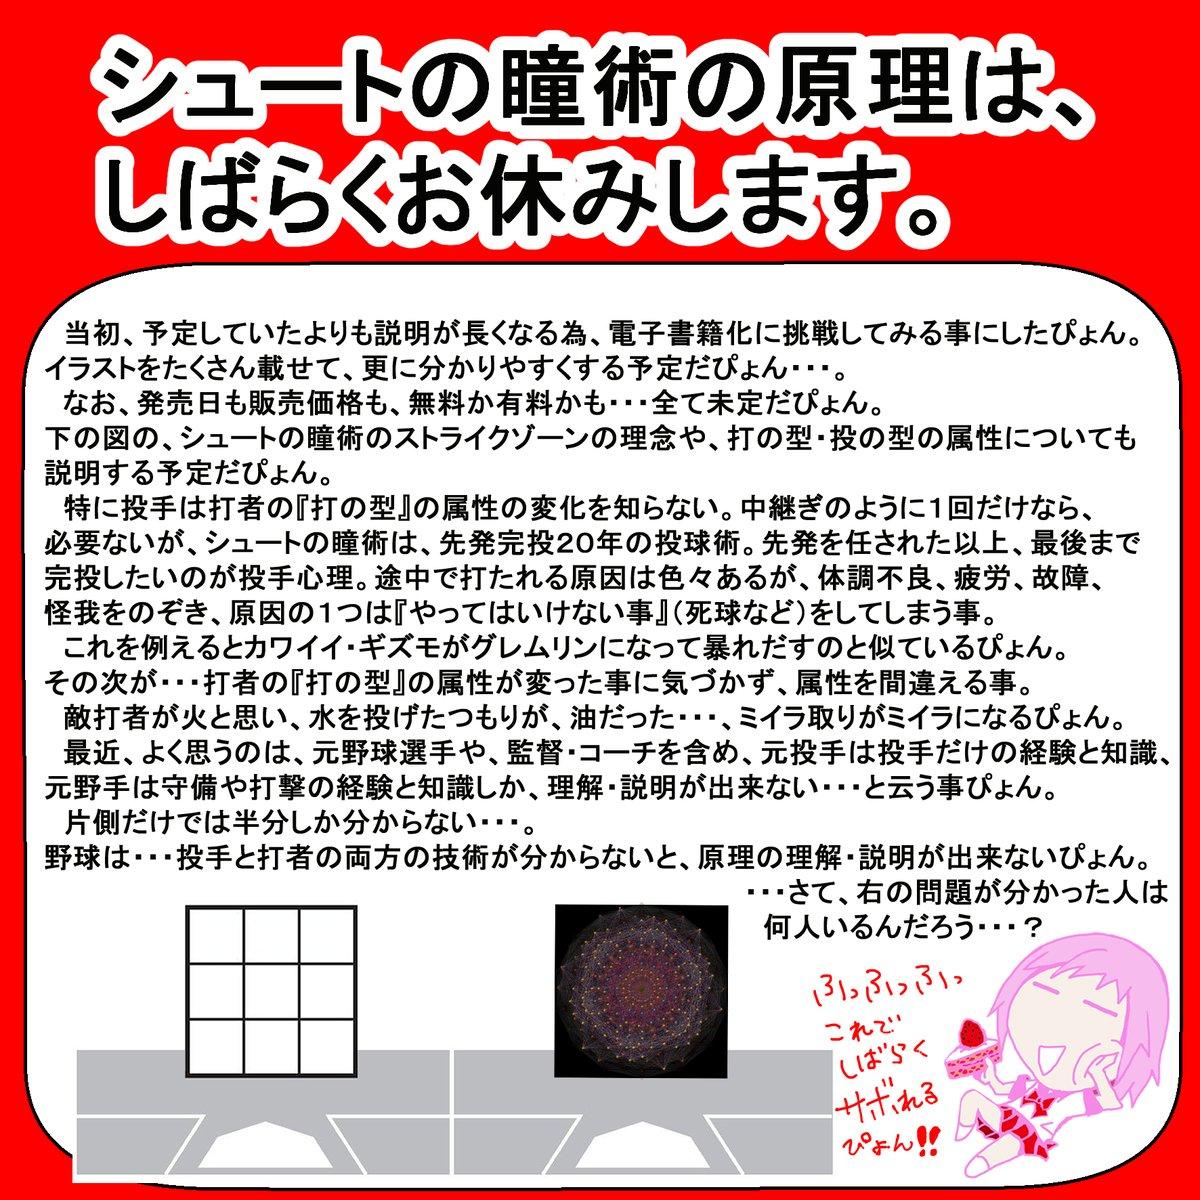 シュートの瞳術の原理は、
しばらくお休みします。
当初、予定していたよりも説明が長くなる為、電子書籍化に挑戦してみる事にしたぴょん。
イラストをたくさん載せて、更に分かりやすくする予定だぴょん・・・。
なお、発売日も販売価格も、無料か有料かも・・・全て未定だぴょん。
下の図の、シュートの瞳術のストライクゾーンの理念や、打の型・投の型の属性についても
説明する予定だぴょん。
特に投手は打者の『打の型』の属性の変化を知らない。中継ぎのように１回だけなら、
必要ないが、シュートの瞳術は、先発完投２０年の投球術。先発を任された以上、最後まで
完投したいのが投手心理。途中で打たれる原因は色々あるが、体調不良、疲労、故障、
怪我をのぞき、原因の１つは『やってはいけない事』（死球など）をしてしまう事。
これを例えるとカワイイ・ギズモがグレムリンになって暴れだすのと似ているぴょん。
その次が・・・打者の『打の型』の属性が変った事に気づかず、属性を間違える事。
敵打者が火と思い、水を投げたつもりが、油だった・・・、ミイラ取りがミイラになるぴょん。
最近、よく思うのは、元野球選手や、監督・コーチを含め、元投手は投手だけの経験と知識、
元野手は守備や打撃の経験と知識しか、理解・説明が出来ない・・・と云う事ぴょん。
片側だけでは半分しか分からない・・・。
野球は・・・投手と打者の両方の技術が分からないと、原理の理解・説明が出来ないぴょん。
・・・さて、右の問題が分かった人は
何人いるんだろう・・・？
ふっふっふっ
これで
しばらく
サボれる
ぴょん!!